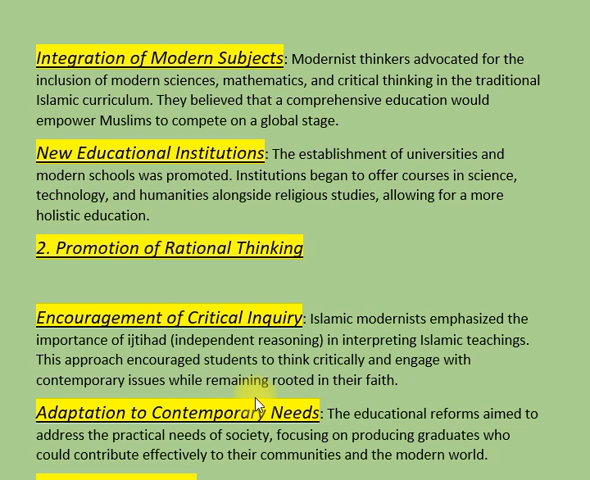 Integration of Modern Subjects: Modernist thinkers advocated for the
inclusion of modern sciences, mathematics, and critical thinking in the traditional
Islamic curriculum. They believed that a comprehensive education would
empower Muslims to compete on a global stage.
New Educational Institutions: The establishment of universities and
modern schools was promoted. Institutions began to offer courses in science,
technology, and humanities alongside religious studies, allowing for a more
holistic education.
2. Promotion of Rational Thinking
Encouragement of Critical Inquiry: Islamic modernists emphasized the
importance of ijtihad (independent reasoning) in interpreting Islamic teachings.
This approach encouraged students to think critically and engage with
contemporary issues while remaining rooted in their faith.
Adaptation to Contemporary Needs: The educational reforms aimed to
address the practical needs of society, focusing on producing graduates who
could contribute effectively to their communities and the modern world.